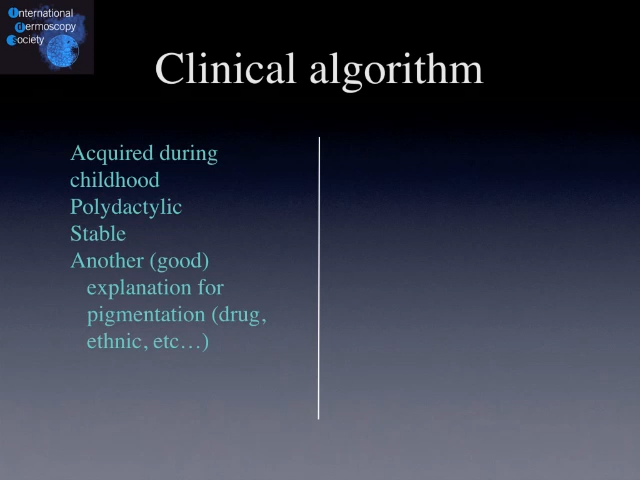 International
Dermoscopy
Society
Clinical algorithm
Acquired during
childhood
Polydactylic
Stable
Another (good)
explanation for
pigmentation (drug,
ethnic, etc…)